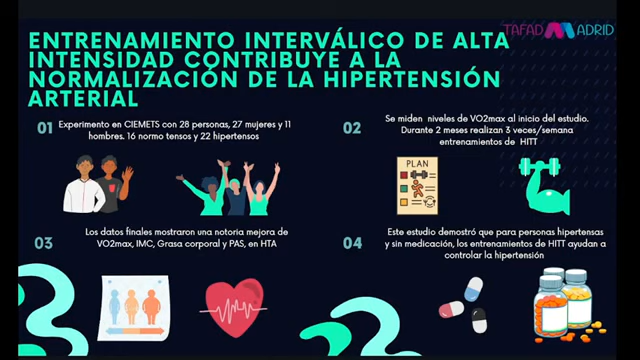 TAFAD MADRID
ENTRENAMIENTO INTERVÁLICO DE ALTA
INTENSIDAD CONTRIBUYE A LA
NORMALIZACIÓN DE LA HIPERTENSIÓN
ARTERIAL
01
Experimento en CIEMETS con 28 personas, 27 mujeres y 11
hombres. 16 normo tensos y 22 hipertensos
02
Se miden niveles de VO2max al inicio del estudio.
Durante 2 meses realizan 3 veces/semana
entrenamientos de HITT
PLAN
03
Los datos finales mostraron una notoria mejora de
VO2max, IMC, Grasa corporal y PAS, en HTA
04
Este estudio demostró que para personas hipertensas
y sin medicación, los entrenamientos de HITT ayudan a
controlar la hipertensión